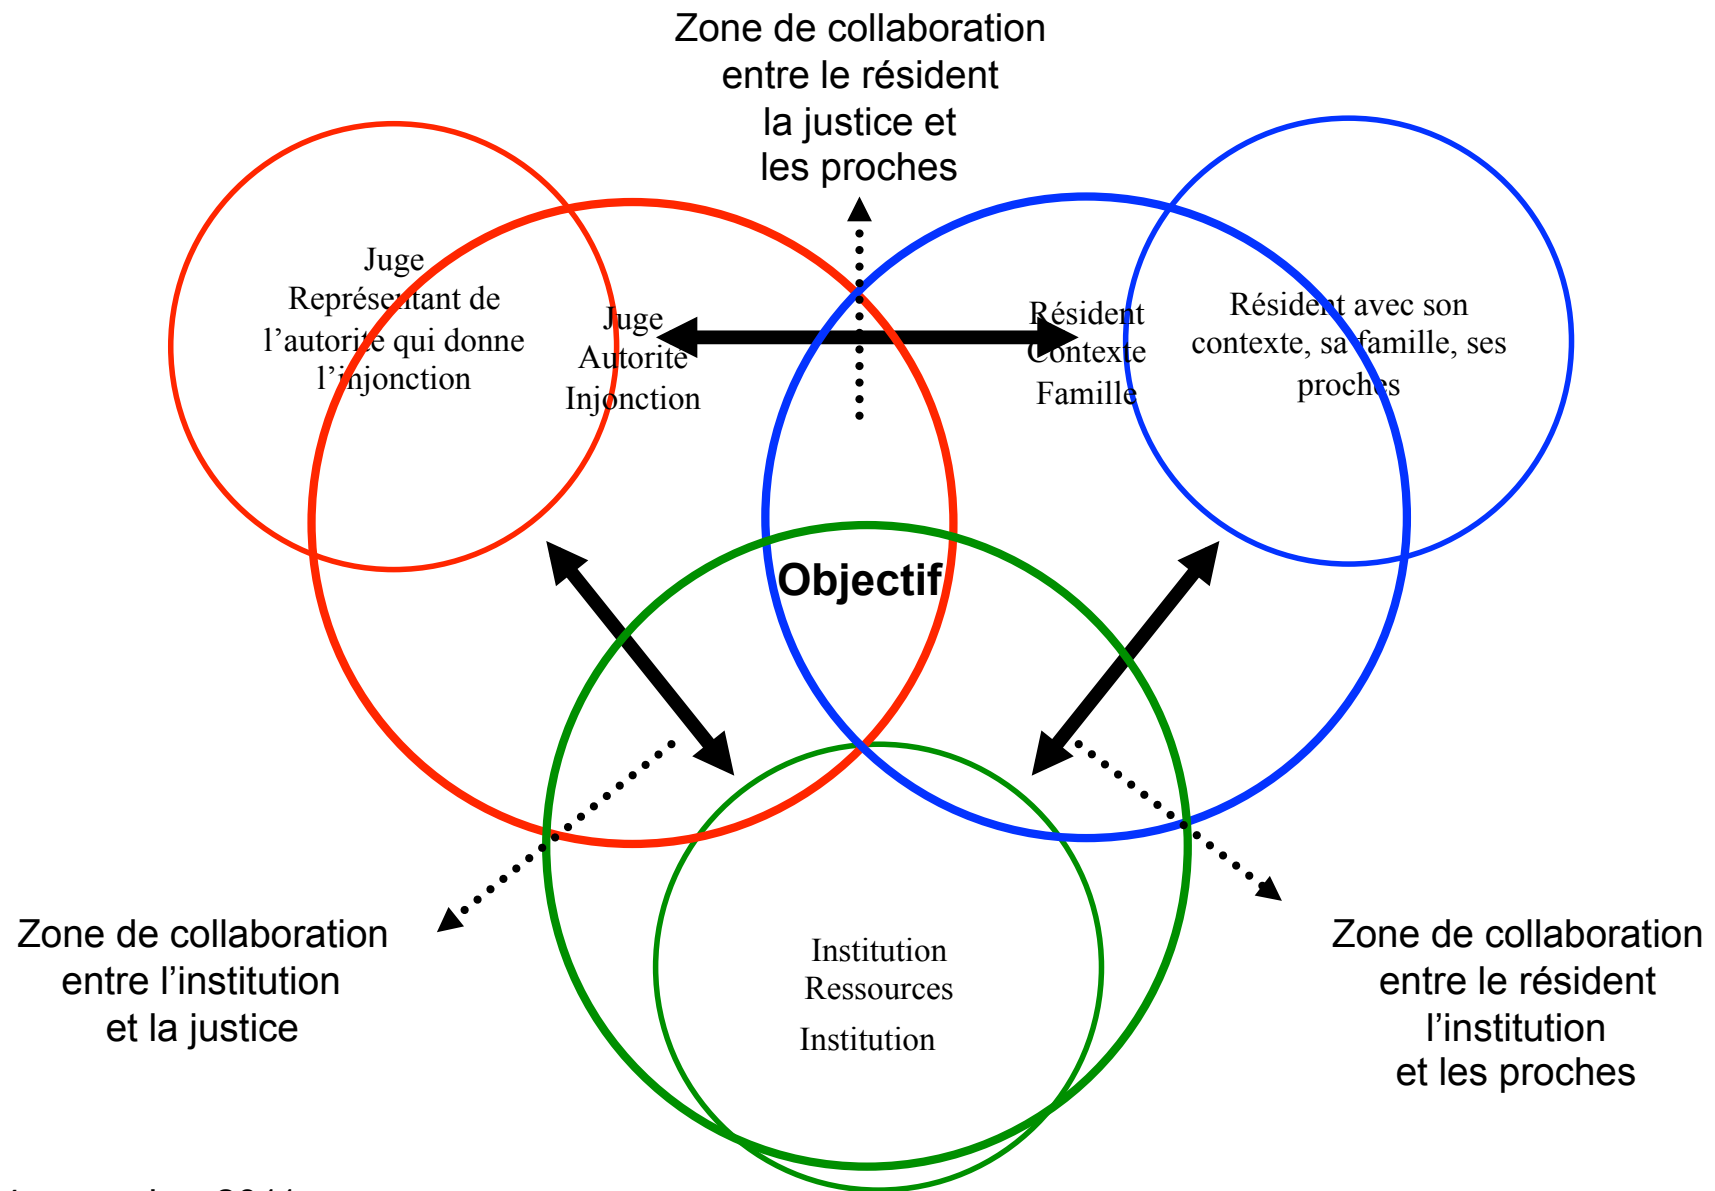 Zone de collaboration
entre le résident
la justice et
les proches
Juge
Représentant de
l’autorité qui donne
l’injonction
Juge
Autorité
Injonction
Résident
Contexte
Famille
Résident avec son
contexte, sa famille, ses
proches
Objectif
Zone de collaboration
entre l’institution
et la justice
Institution
Ressources
Institution
Zone de collaboration
entre le résident
l’institution
et les proches